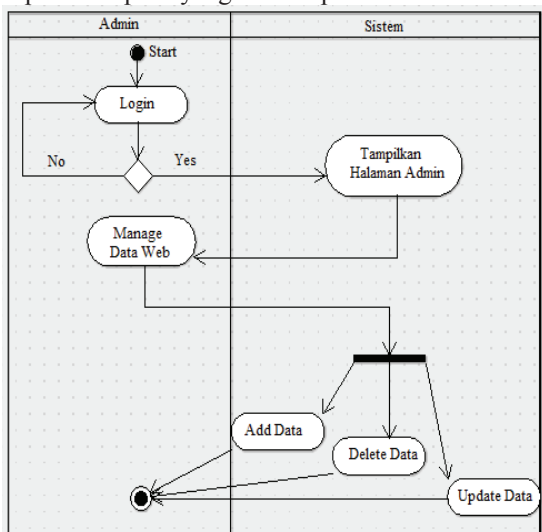 Admin
Sistem
Start
Login
No
Yes
Tampilkan
Halaman Admin
Manage
Data Web
Add Data
Delete Data
Update Data